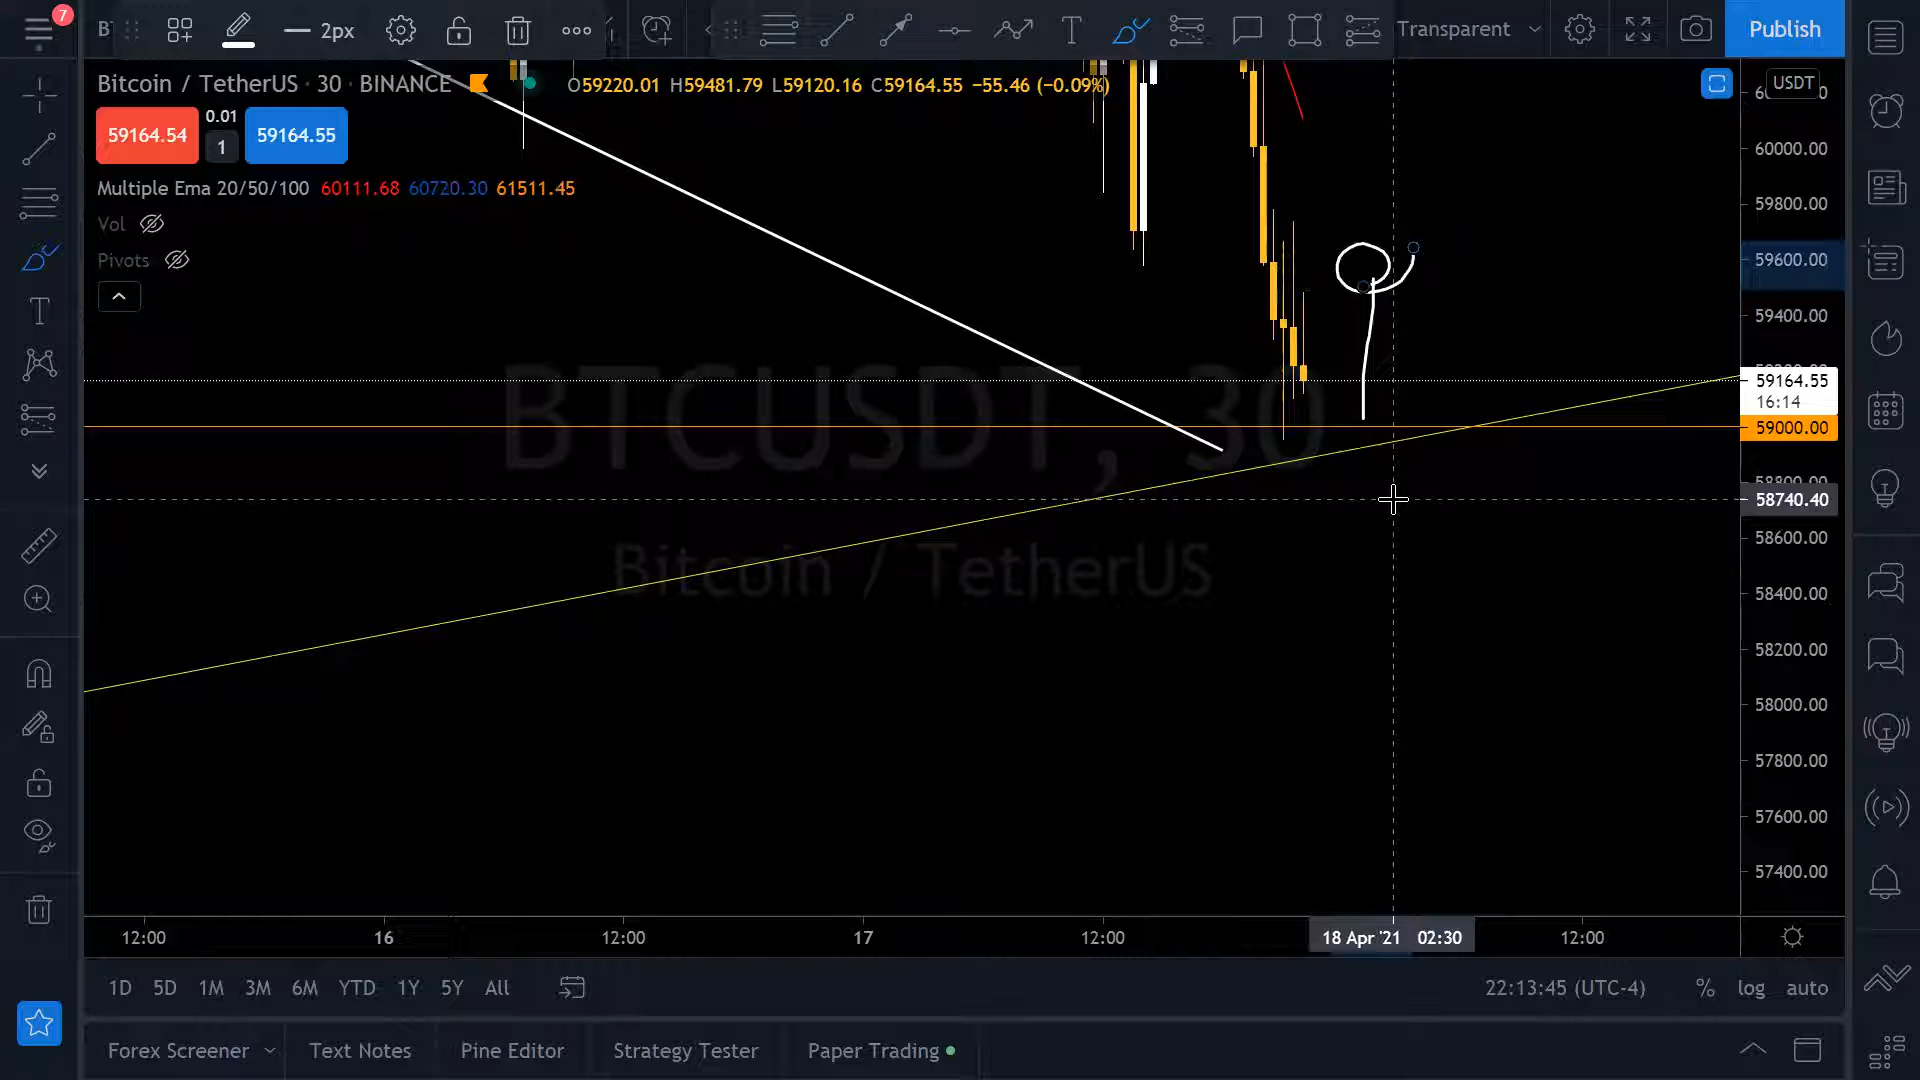 7
B
2px
T
Transparent
Publish
Bitcoin / TetherUS · 30 · BINANCE
O59220.01 H59481.79 L59120.16 C59164.55 −55.46 (−0.09%)
USDT
59164.54
0.01
1
59164.55
60000.00
Multiple Ema 20/50/100 60111.68 60720.30 61511.45
59800.00
Vol
Pivots
59600.00
59400.00
59164.55
16:14
59000.00
BTCUSDT, 30
58800.00
58740.40
58600.00
Bitcoin / TetherUS
58400.00
58200.00
58000.00
57800.00
57600.00
57400.00
12:00 16 12:00 17 12:00 18 Apr '21 02:30 12:00
1D 5D 1M 3M 6M YTD 1Y 5Y All
22:13:45 (UTC-4) % log auto
Forex Screener Text Notes Pine Editor Strategy Tester Paper Trading